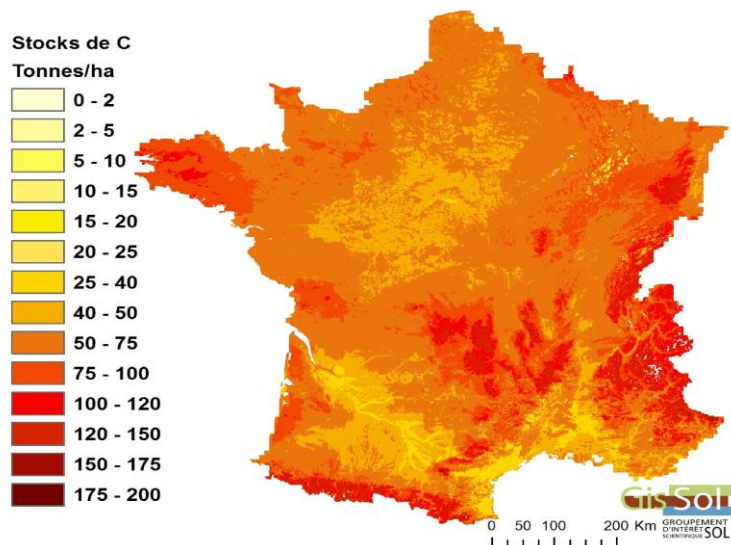 Stocks de C
Tonnes/ha
0 - 2
2 - 5
5 - 10
10 - 15
15 - 20
20 - 25
25 - 40
40 - 50
50 - 75
75 - 100
100 - 120
120 - 150
150 - 175
175 - 200
0 50 100 200 Km
Gis Sol
GROUPEMENT
D'INTÉRÊT
SCIENTIFIQUE SOL